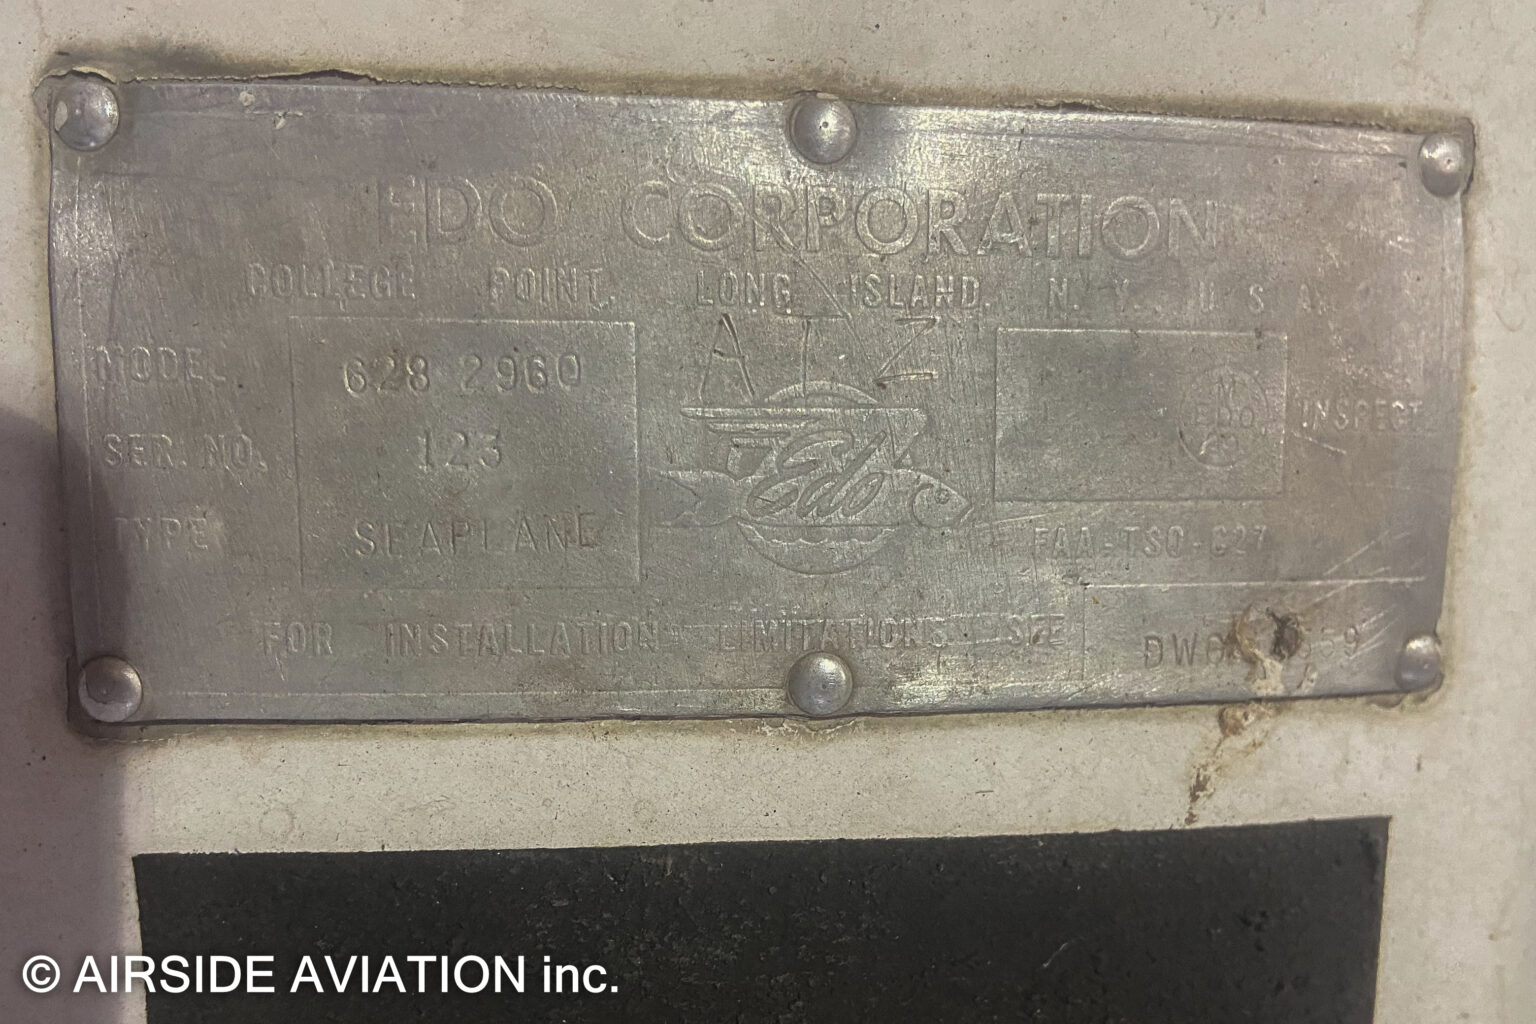 EDO CORPORATION
COLLEGE POINT, LONG ISLAND, N. Y. U S A.
ATZ
MODEL 628 2960
M
EDO
INSPECT.
SER. NO. 123
Edo
TYPE SEAPLANE
FAA-TSO-C27
FOR INSTALLATION LIMITATIONS SEE
© AIRSIDE AVIATION inc.